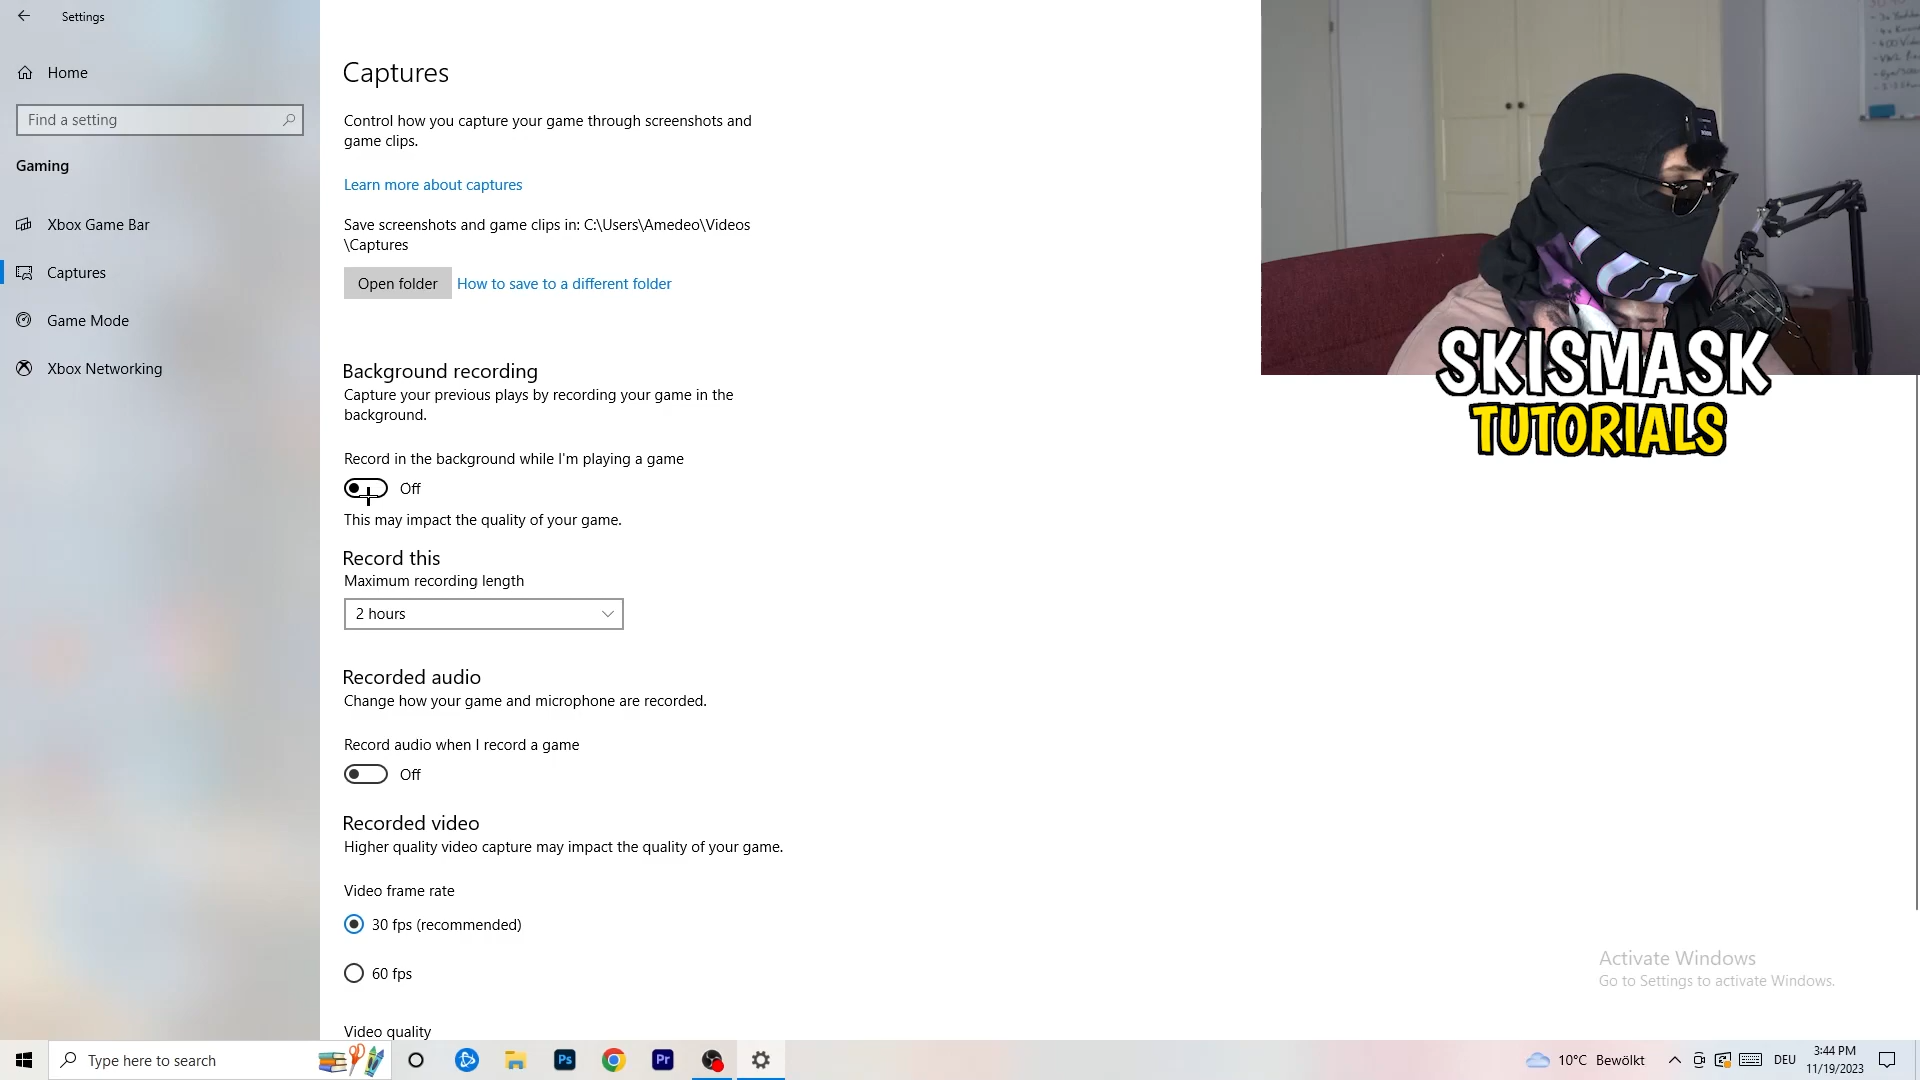 Settings
Home
Find a setting
Gaming
Xbox Game Bar
Captures
Game Mode
Xbox Networking
Captures
Control how you capture your game through screenshots and
game clips.
Learn more about captures
Save screenshots and game clips in: C:\Users\Amedeo\Videos
\Captures
Open folder
How to save to a different folder
Background recording
Capture your previous plays by recording your game in the
background.
Record in the background while I'm playing a game
Off
This may impact the quality of your game.
Record this
Maximum recording length
2 hours
Recorded audio
Change how your game and microphone are recorded.
Record audio when I record a game
Off
Recorded video
Higher quality video capture may impact the quality of your game.
Video frame rate
30 fps (recommended)
60 fps
Video quality
SKISMASK
TUTORIALS
Activate Windows
Go to Settings to activate Windows.
Type here to search
Ps
Pr
10°C Bewölkt
DEU
3:44 PM
11/19/2023